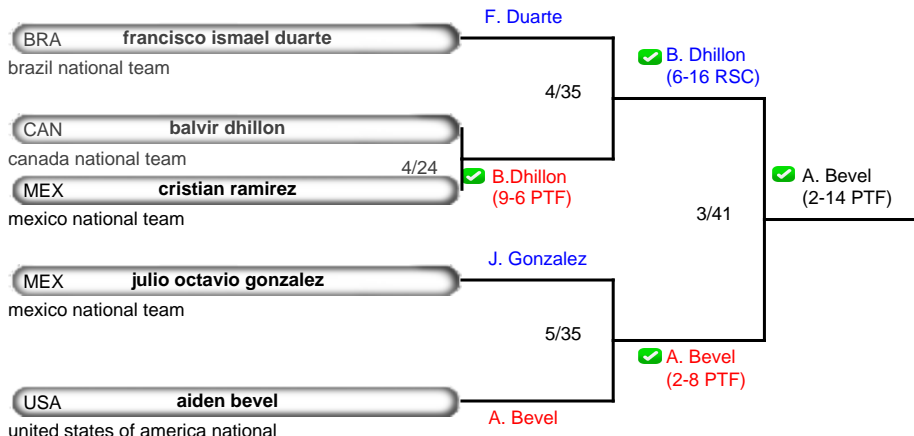 F. Duarte
BRA francisco ismael duarte
brazil national team
B. Dhillon
(6-16 RSC)
4/35
CAN balvir dhillon
canada national team
4/24
B.Dhillon
(9-6 PTF)
MEX cristian ramirez
mexico national team
A. Bevel
(2-14 PTF)
3/41
J. Gonzalez
MEX julio octavio gonzalez
mexico national team
5/35
A. Bevel
(2-8 PTF)
USA aiden bevel
A. Bevel
united states of america national